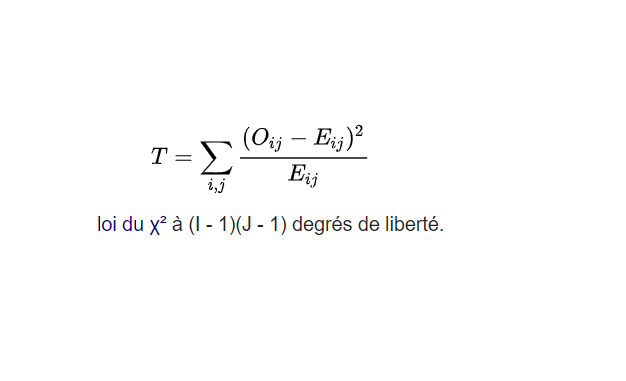 T = \sum_{i,j} \frac{(O_{ij} - E_{ij})^2}{E_{ij}}
loi du χ² à (I - 1)(J - 1) degrés de liberté.